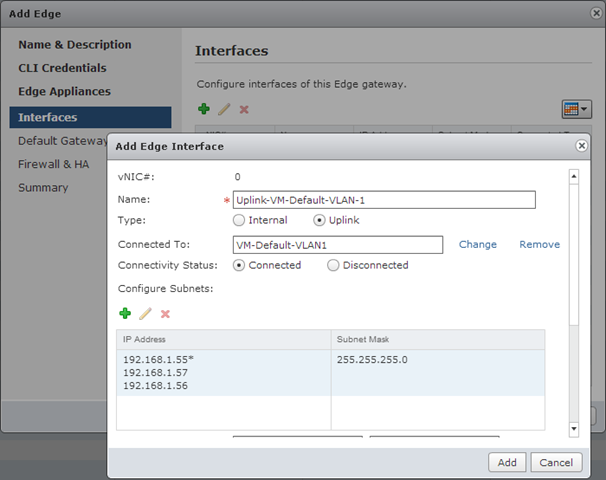 Add Edge
Name & Description
CLI Credentials
Edge Appliances
Interfaces
Default Gateway
Firewall & HA
Summary
Interfaces
Configure interfaces of this Edge gateway.
Add Edge Interface
vNIC#: 0
* Name: Uplink-VM-Default-VLAN-1
Type: Internal Uplink
Connected To: VM-Default-VLAN1 Change Remove
Connectivity Status: Connected Disconnected
Configure Subnets:
IP Address Subnet Mask
192.168.1.55* 255.255.255.0
192.168.1.57
192.168.1.56
Add Cancel